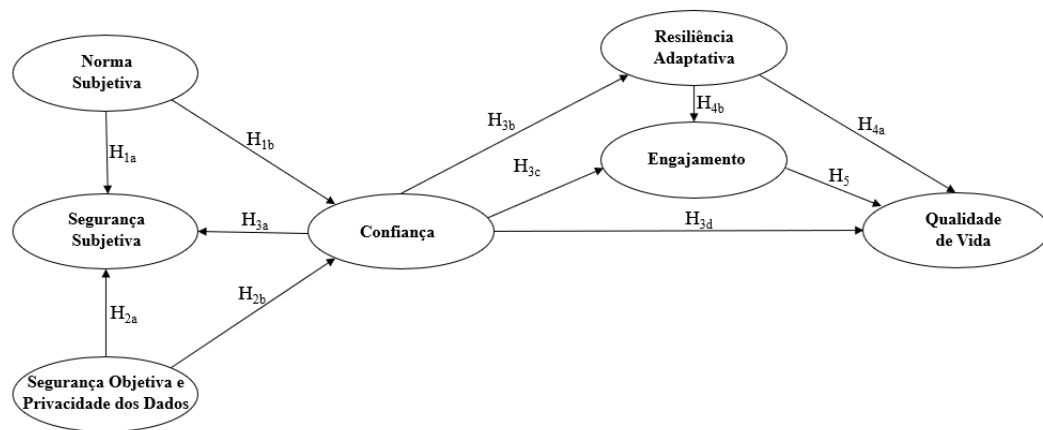 Norma
Subjetiva
Resiliência
Adaptativa
H1a
H1b
H3b
H4b
H4a
Engajamento
H3c
H5
Segurança
Subjetiva
H3a
Confiança
H3d
Qualidade
de Vida
H2a
H2b
Segurança Objetiva e
Privacidade dos Dados